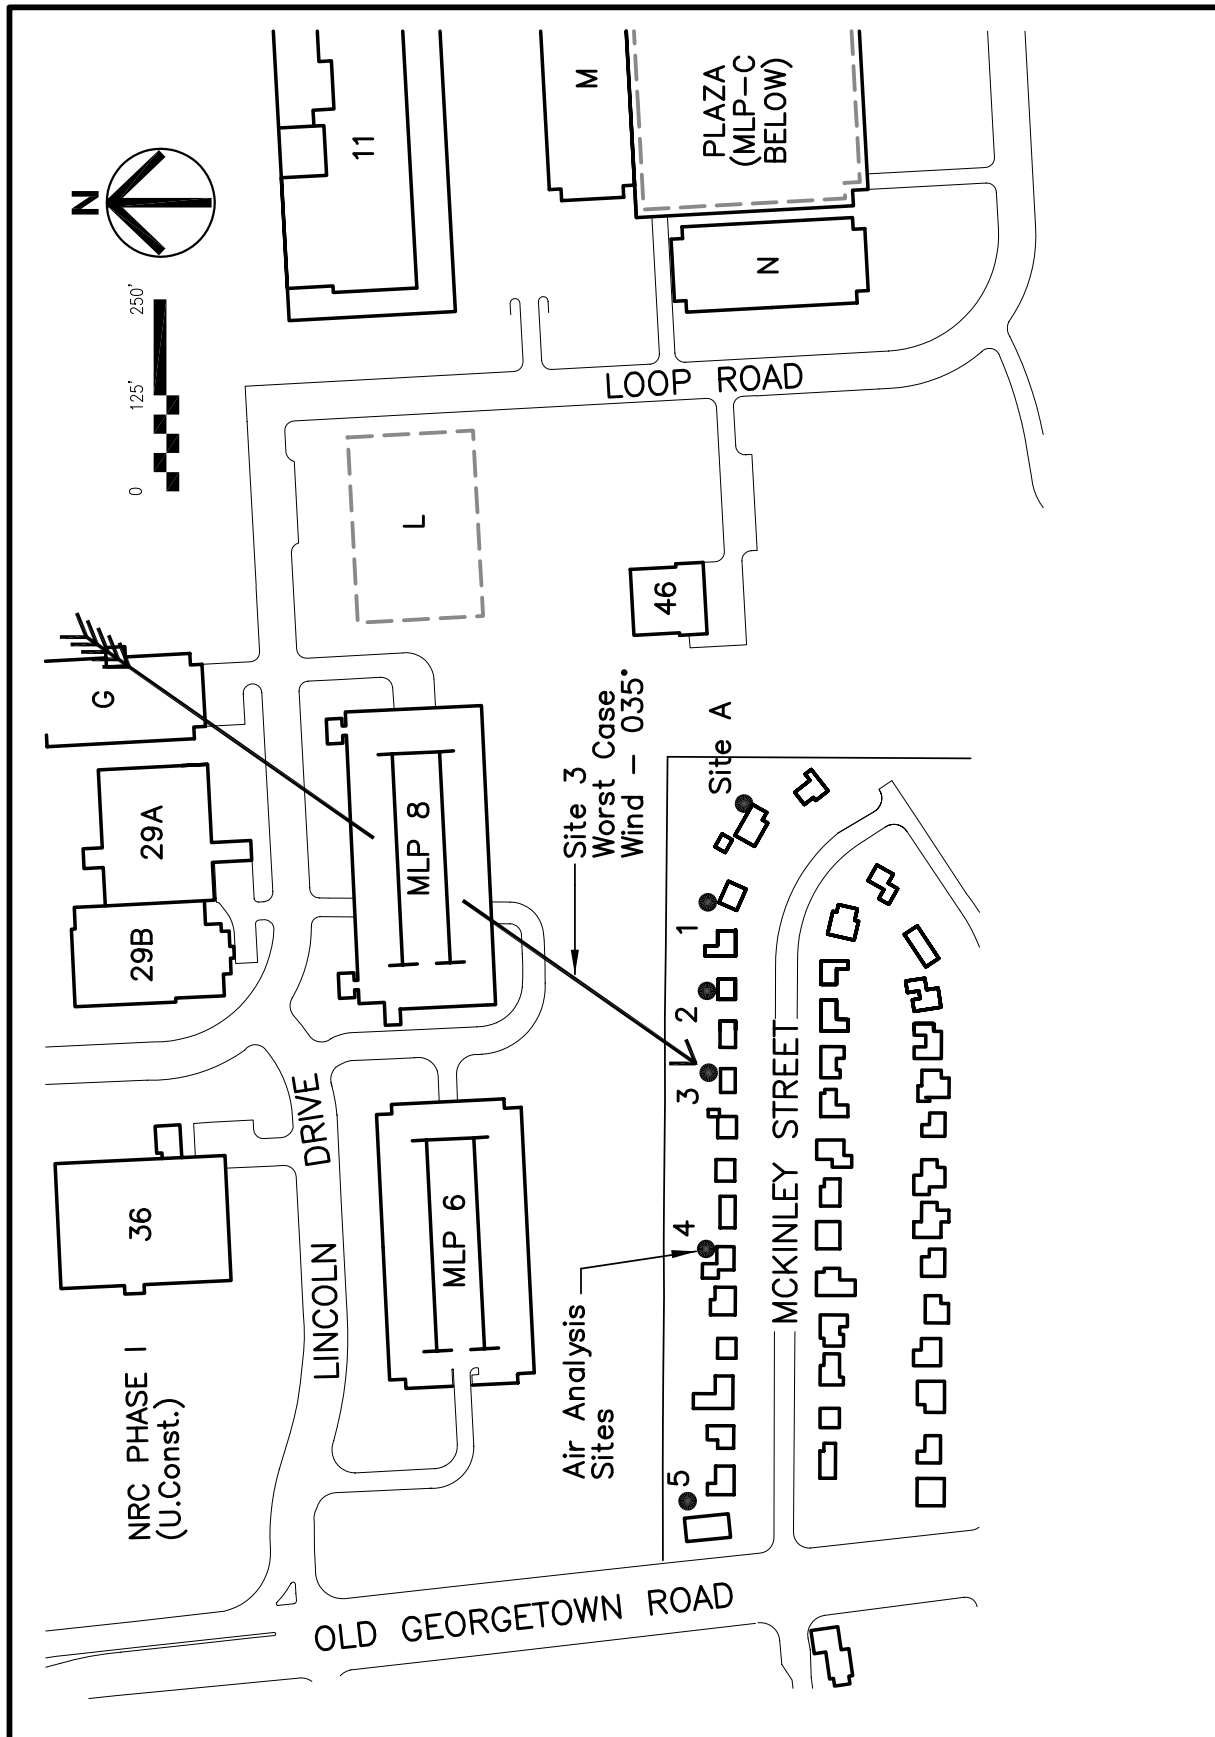 N
0
125'
250'
11
M
PLAZA
(MLP-C
BELOW)
N
LOOP ROAD
L
46
G
29A
29B
MLP 8
Site 3
Worst Case
Wind - 035°
Site A
1
2
3
4
5
MCKINLEY STREET
36
LINCOLN DRIVE
MLP 6
Air Analysis
Sites
NRC PHASE I
(U.Const.)
OLD GEORGETOWN ROAD